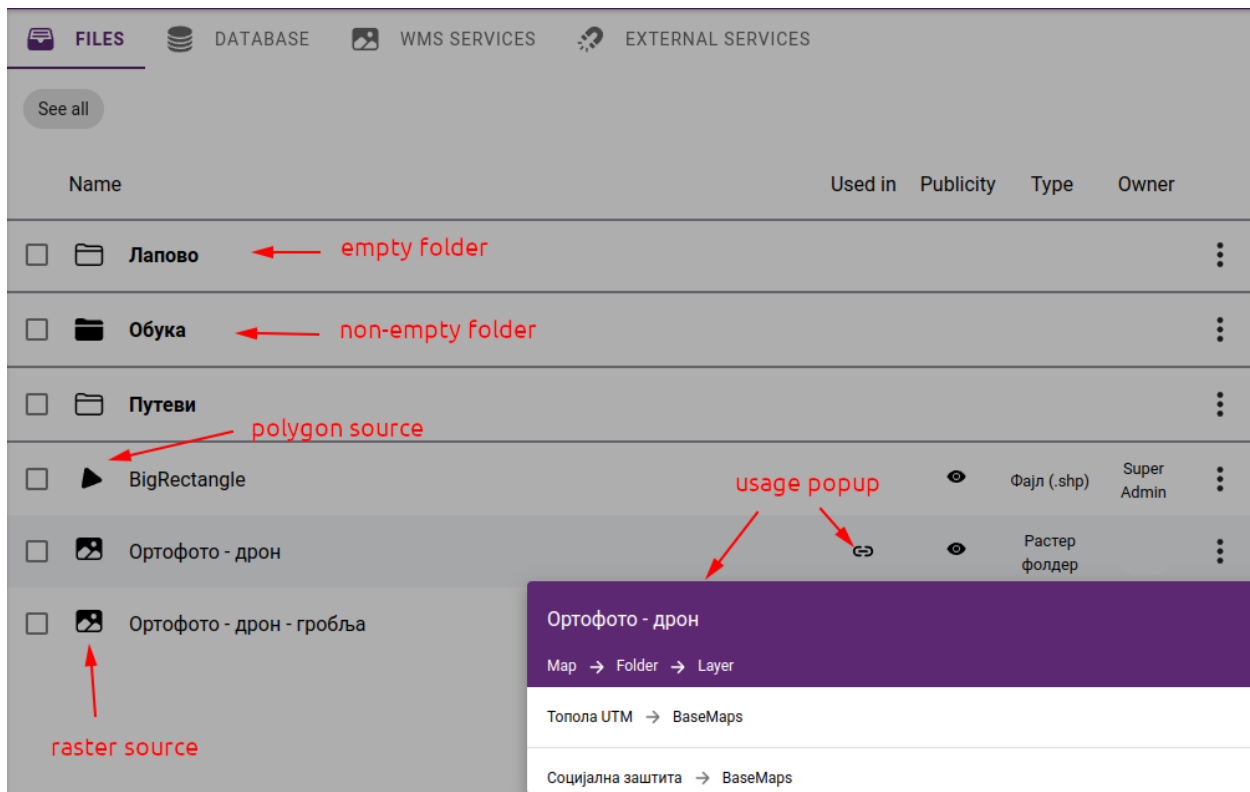 FILES DATABASE WMS SERVICES EXTERNAL SERVICES
See all
Name Used in Publicity Type Owner
Лапово empty folder
Обука non-empty folder
Путеви
polygon source
BigRectangle usage popup Фајл (.shp) Super Admin
Ортофото - дрон Растер фолдер
Ортофото - дрон - гробља
raster source
Ортофото - дрон
Map → Folder → Layer
Топола UTM → BaseMaps
Социјална заштита → BaseMaps